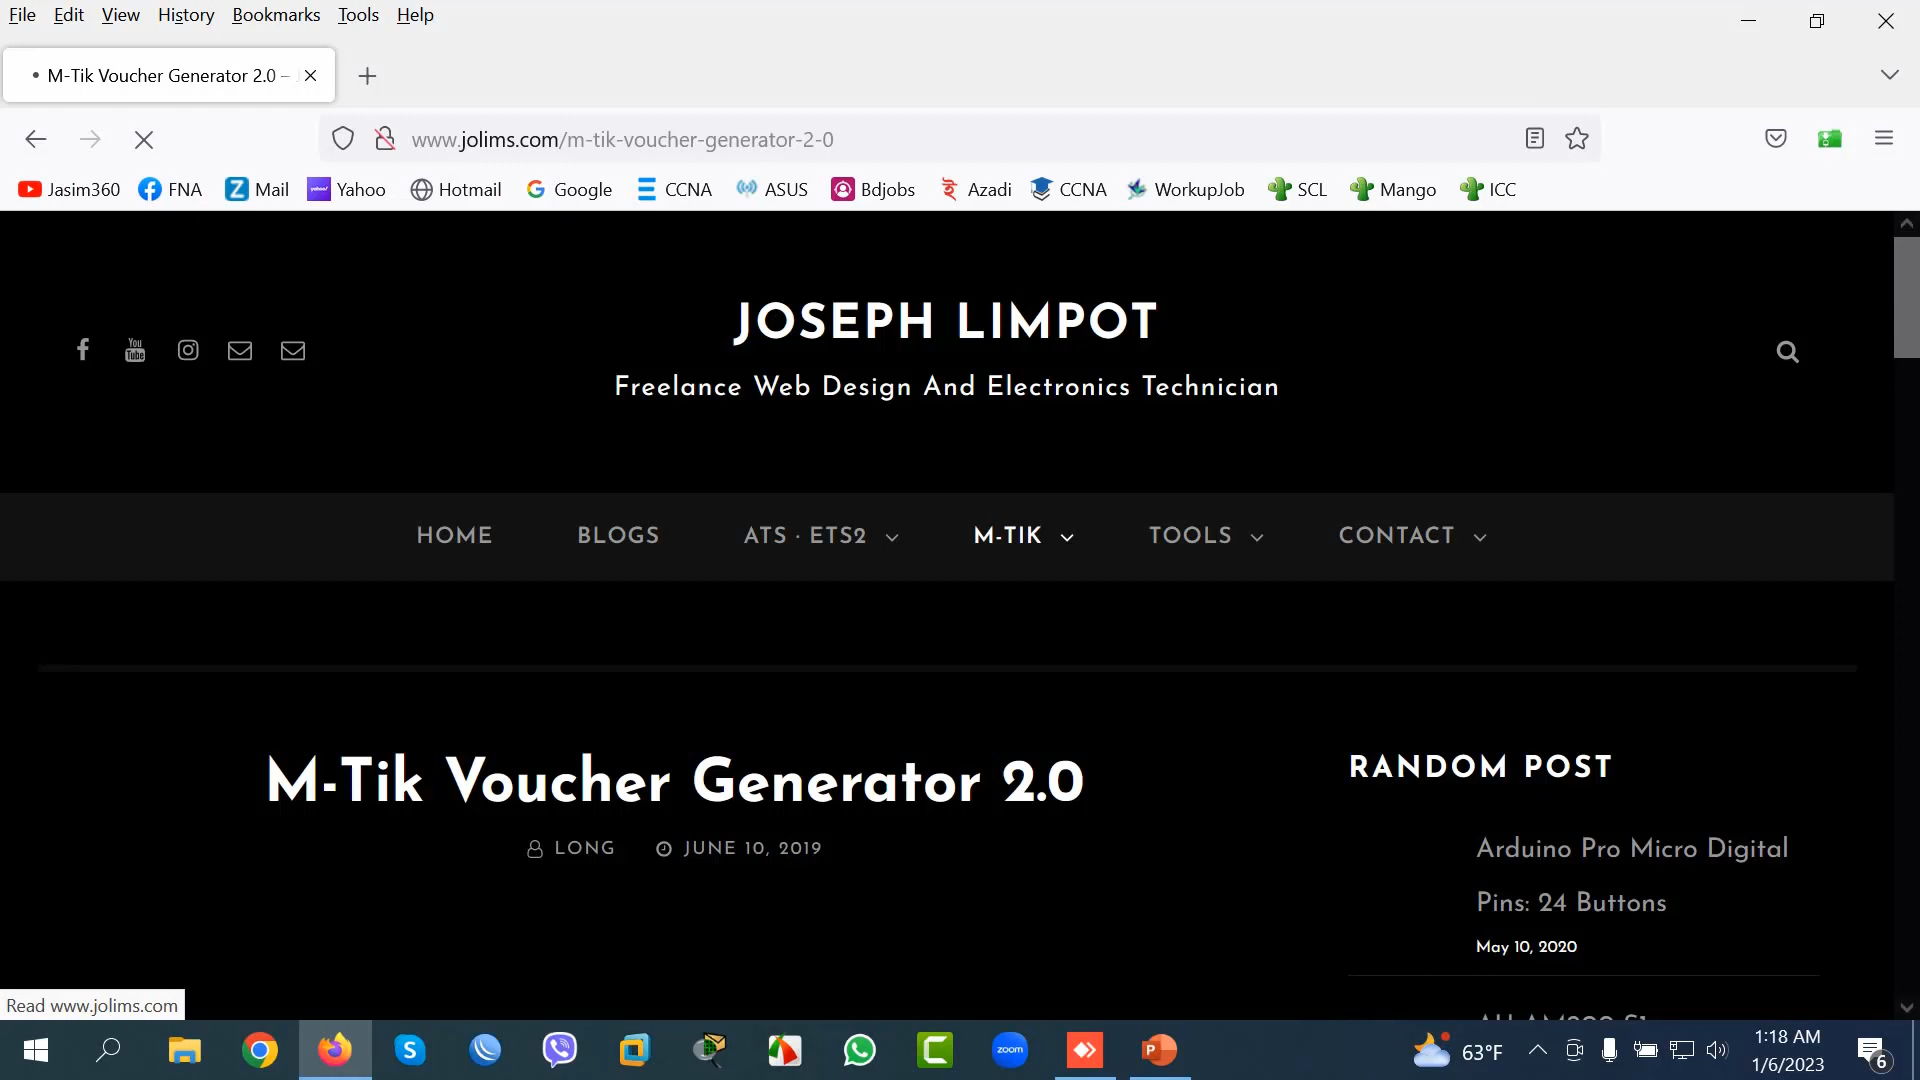 File Edit View History Bookmarks Tools Help
M-Tik Voucher Generator 2.0 –
www.jolims.com/m-tik-voucher-generator-2-0
Jasim360 FNA Mail Yahoo Hotmail Google CCNA ASUS Bdjobs Azadi CCNA WorkupJob SCL Mango ICC
JOSEPH LIMPOT
Freelance Web Design And Electronics Technician
HOME BLOGS ATS · ETS2 M-TIK TOOLS CONTACT
M-Tik Voucher Generator 2.0
LONG JUNE 10, 2019
RANDOM POST
Arduino Pro Micro Digital
Pins: 24 Buttons
May 10, 2020
Read www.jolims.com
63°F
1:18 AM
1/6/2023
6